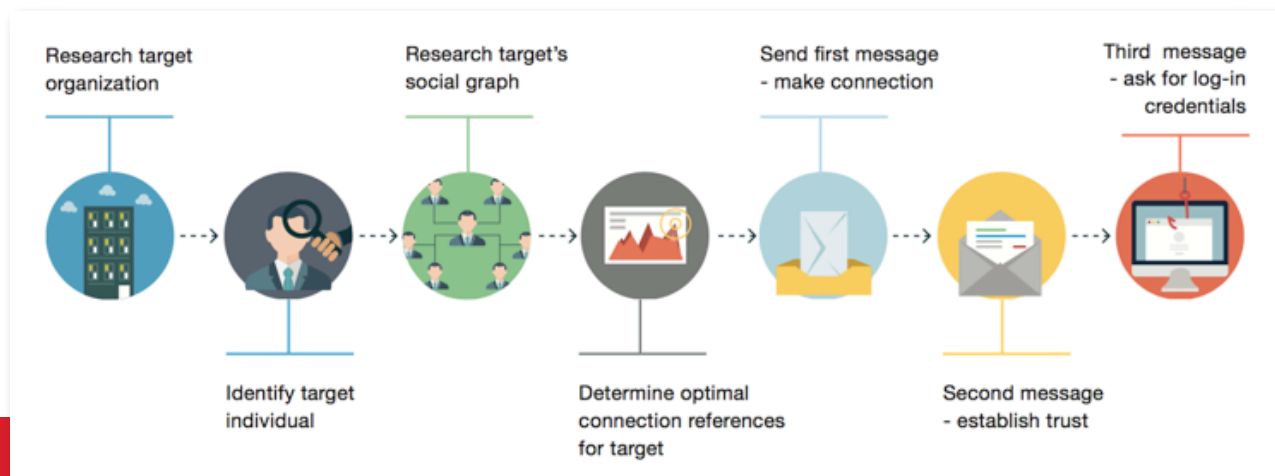 Research target
organization
Identify target
individual
Research target's
social graph
Determine optimal
connection references
for target
Send first message
- make connection
Second message
- establish trust
Third message
- ask for log-in
credentials